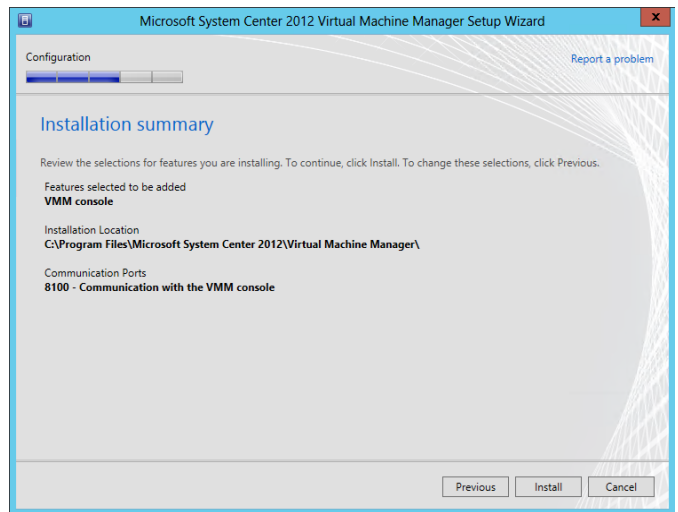 Microsoft System Center 2012 Virtual Machine Manager Setup Wizard
x
Configuration
Report a problem
Installation summary
Review the selections for features you are installing. To continue, click Install. To change these selections, click Previous.
Features selected to be added
VMM console
Installation Location
C:\Program Files\Microsoft System Center 2012\Virtual Machine Manager\
Communication Ports
8100 - Communication with the VMM console
Previous Install Cancel